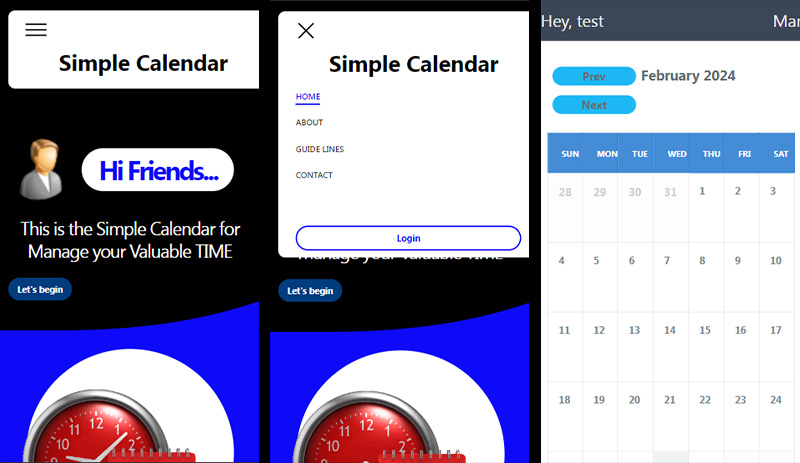 Simple Calendar
Hi Friends...
This is the Simple Calendar for
Manage your Valuable TIME
Let's begin
12
1
2
11
10
Simple Calendar
HOME
ABOUT
GUIDE LINES
CONTACT
Login
Manage your Valuable TIME
Let's begin
12
1
2
11
10
Hey, test
Mar
Prev
February 2024
Next
SUN MON TUE WED THU FRI SAT
28 29 30 31 1 2 3
4 5 6 7 8 9 10
11 12 13 14 15 16 17
18 19 20 21 22 23 24